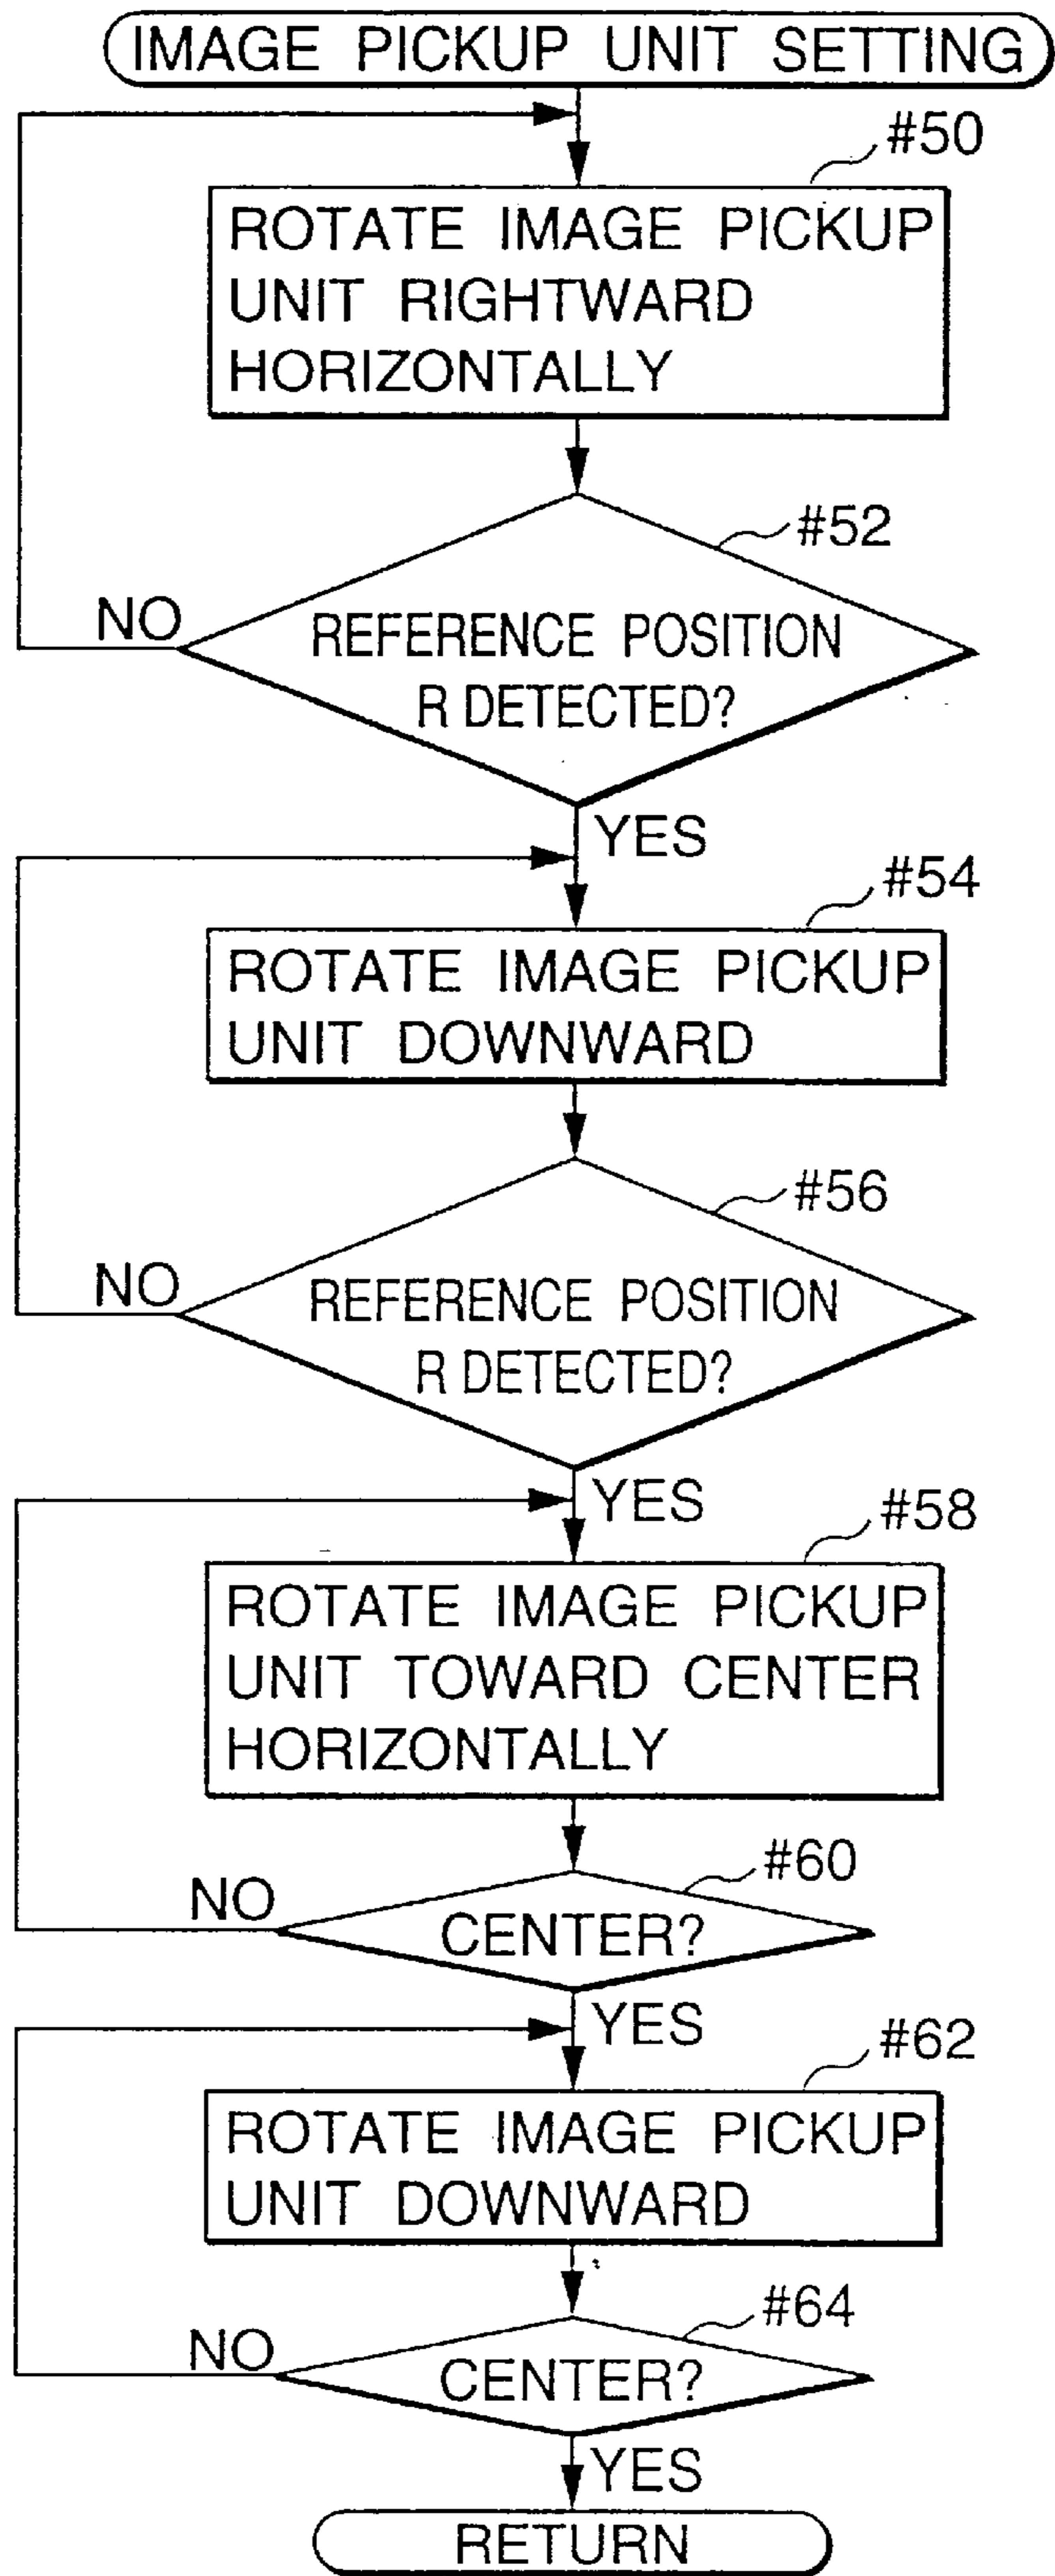 IMAGE PICKUP UNIT SETTING
#50
ROTATE IMAGE PICKUP
UNIT RIGHTWARD
HORIZONTALLY
#52
NO
REFERENCE POSITION
R DETECTED?
YES
#54
ROTATE IMAGE PICKUP
UNIT DOWNWARD
#56
NO
REFERENCE POSITION
R DETECTED?
YES
#58
ROTATE IMAGE PICKUP
UNIT TOWARD CENTER
HORIZONTALLY
#60
NO
CENTER?
YES
#62
ROTATE IMAGE PICKUP
UNIT DOWNWARD
#64
NO
CENTER?
YES
RETURN